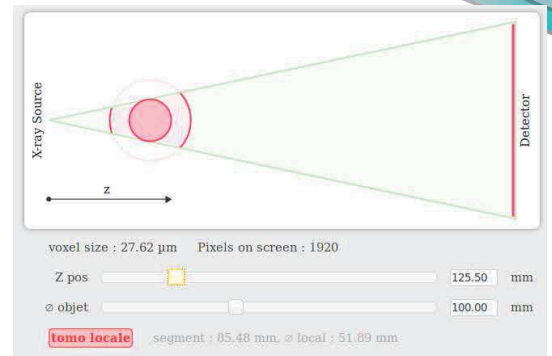 X-ray Source
Detector
z
voxel size : 27.62 µm Pixels on screen : 1920
Z pos 125.50 mm
⌀ objet 100.00 mm
tomo locale segment : 85.48 mm, ⌀ local : 51.89 mm